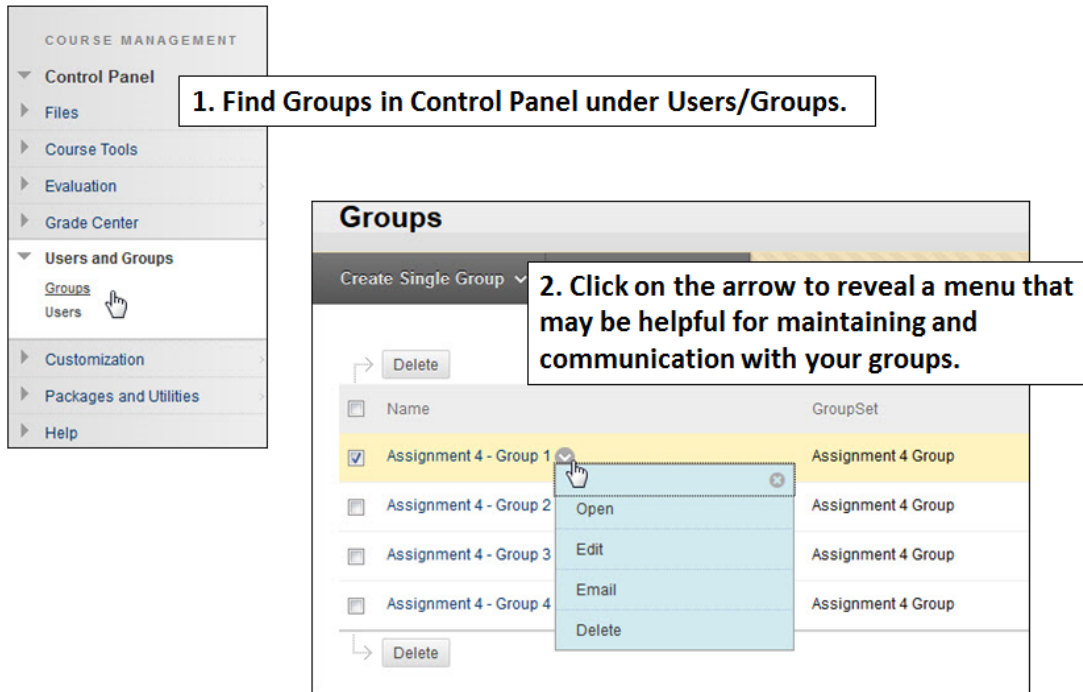 COURSE MANAGEMENT
Control Panel
Files
Course Tools
Evaluation
Grade Center
Users and Groups
Groups
Users
Customization
Packages and Utilities
Help
1. Find Groups in Control Panel under Users/Groups.
Groups
Create Single Group
2. Click on the arrow to reveal a menu that
may be helpful for maintaining and
communication with your groups.
Delete
Name GroupSet
Assignment 4 - Group 1 Assignment 4 Group
Assignment 4 - Group 2 Assignment 4 Group
Assignment 4 - Group 3 Assignment 4 Group
Assignment 4 - Group 4 Assignment 4 Group
Open
Edit
Email
Delete
Delete